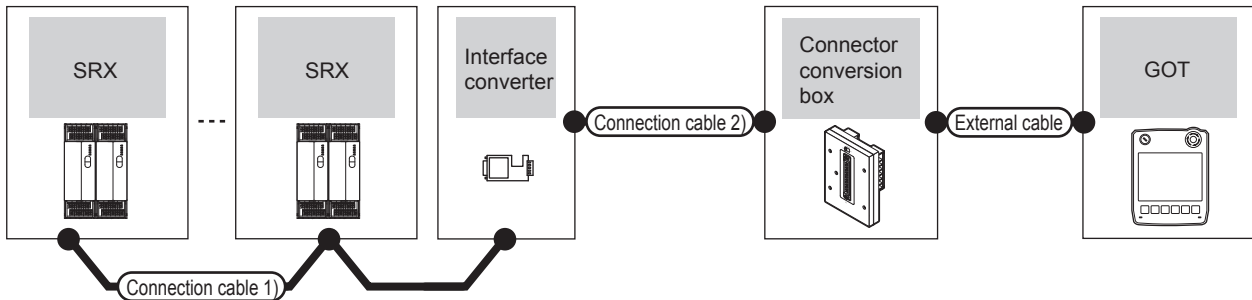 SRX
SRX
Interface
converter
Connector
conversion
box
GOT
Connection cable 2)
External cable
Connection cable 1)